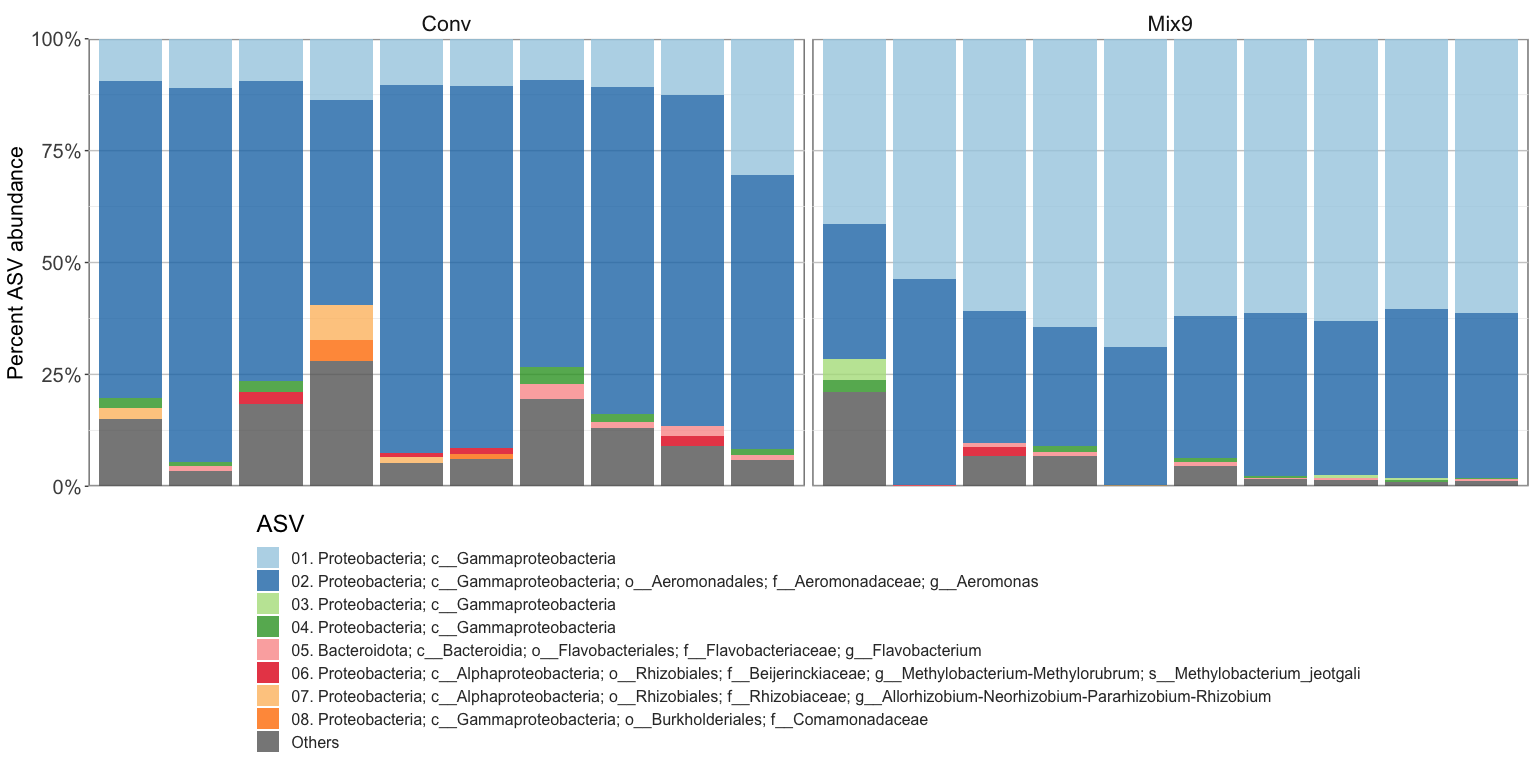 Conv
Mix9
Percent ASV abundance
100%
75%
50%
25%
0%
ASV
01. Proteobacteria; c__Gammaproteobacteria
02. Proteobacteria; c__Gammaproteobacteria; o__Aeromonadales; f__Aeromonadaceae; g__Aeromonas
03. Proteobacteria; c__Gammaproteobacteria
04. Proteobacteria; c__Gammaproteobacteria
05. Bacteroidota; c__Bacteroidia; o__Flavobacteriales; f__Flavobacteriaceae; g__Flavobacterium
06. Proteobacteria; c__Alphaproteobacteria; o__Rhizobiales; f__Beijerinckiaceae; g__Methylobacterium-Methylorubrum; s__Methylobacterium_jeotgali
07. Proteobacteria; c__Alphaproteobacteria; o__Rhizobiales; f__Rhizobiaceae; g__Allorhizobium-Neorhizobium-Pararhizobium-Rhizobium
08. Proteobacteria; c__Gammaproteobacteria; o__Burkholderiales; f__Comamonadaceae
Others